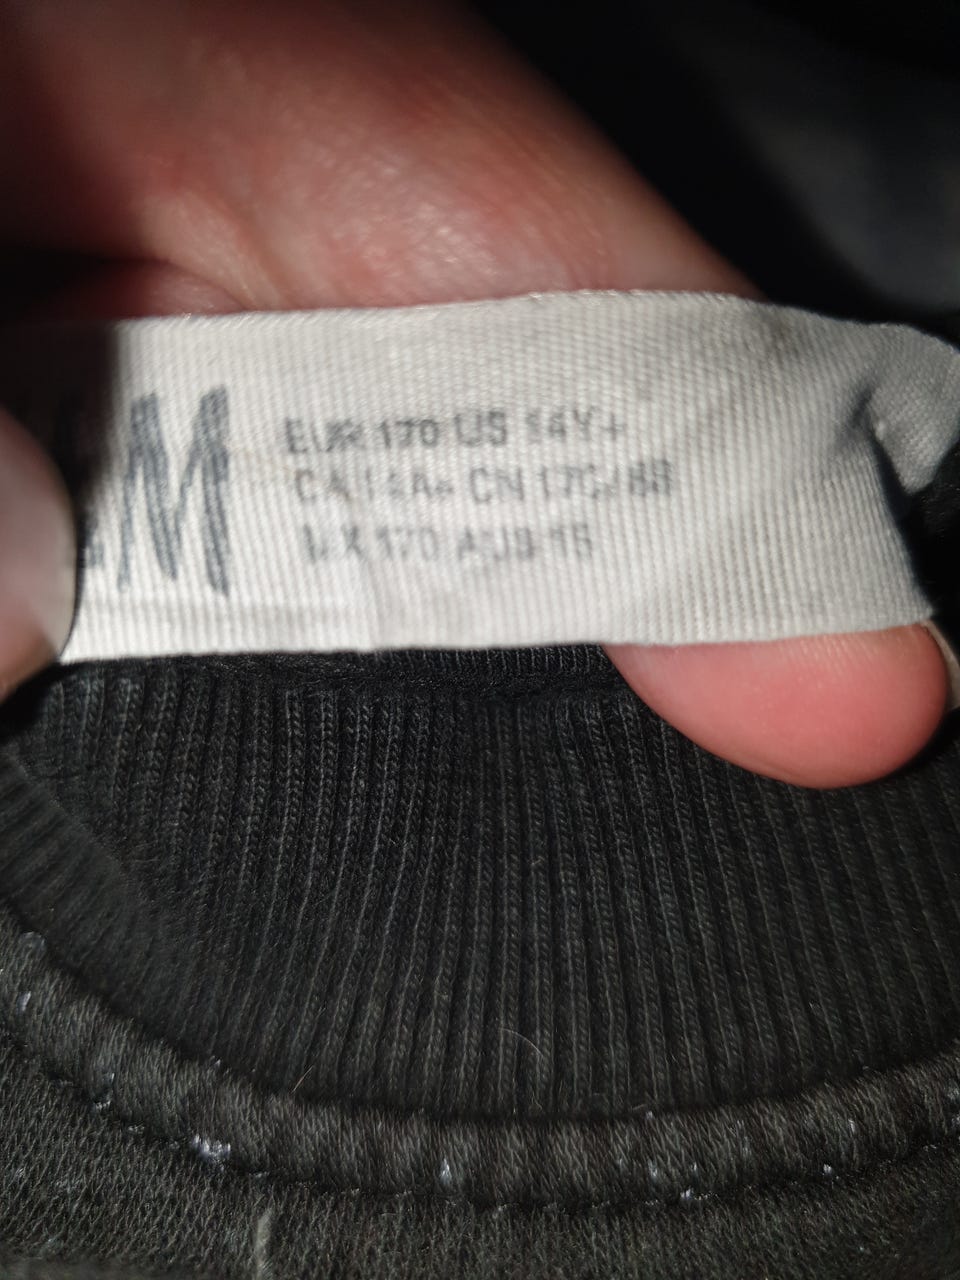 M
EUR 170 US 14Y+
CA 14A+ CN 170/88
MX 170 AUS 16